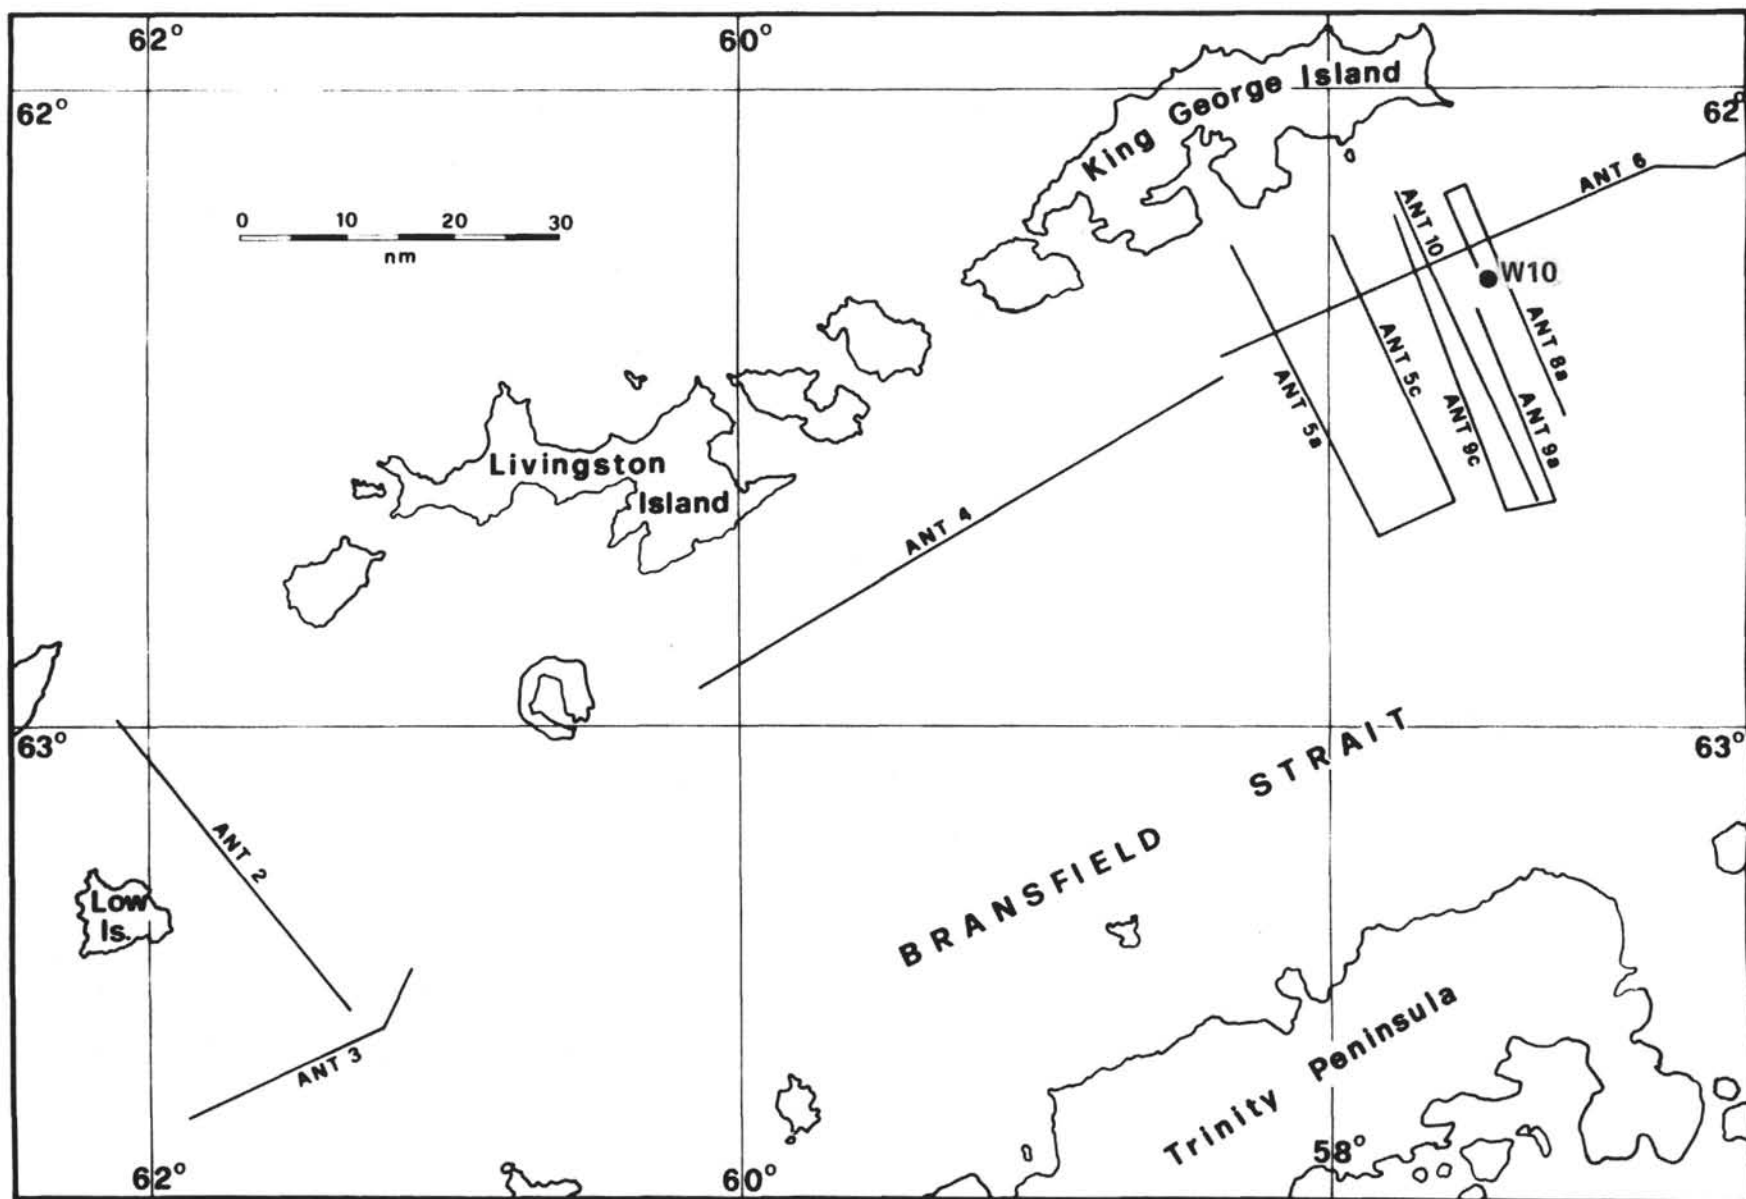 62°
60°
62°
62°
King George Island
ANT 6
0 10 20 30
nm
ANT 10
W10
ANT 8a
ANT 5c
ANT 5a
ANT 9c
ANT 9a
Livingston
Island
ANT 4
63°
63°
BRANSFIELD STRAIT
ANT 2
Low
Is.
ANT 3
Trinity Peninsula
62°
60°
58°